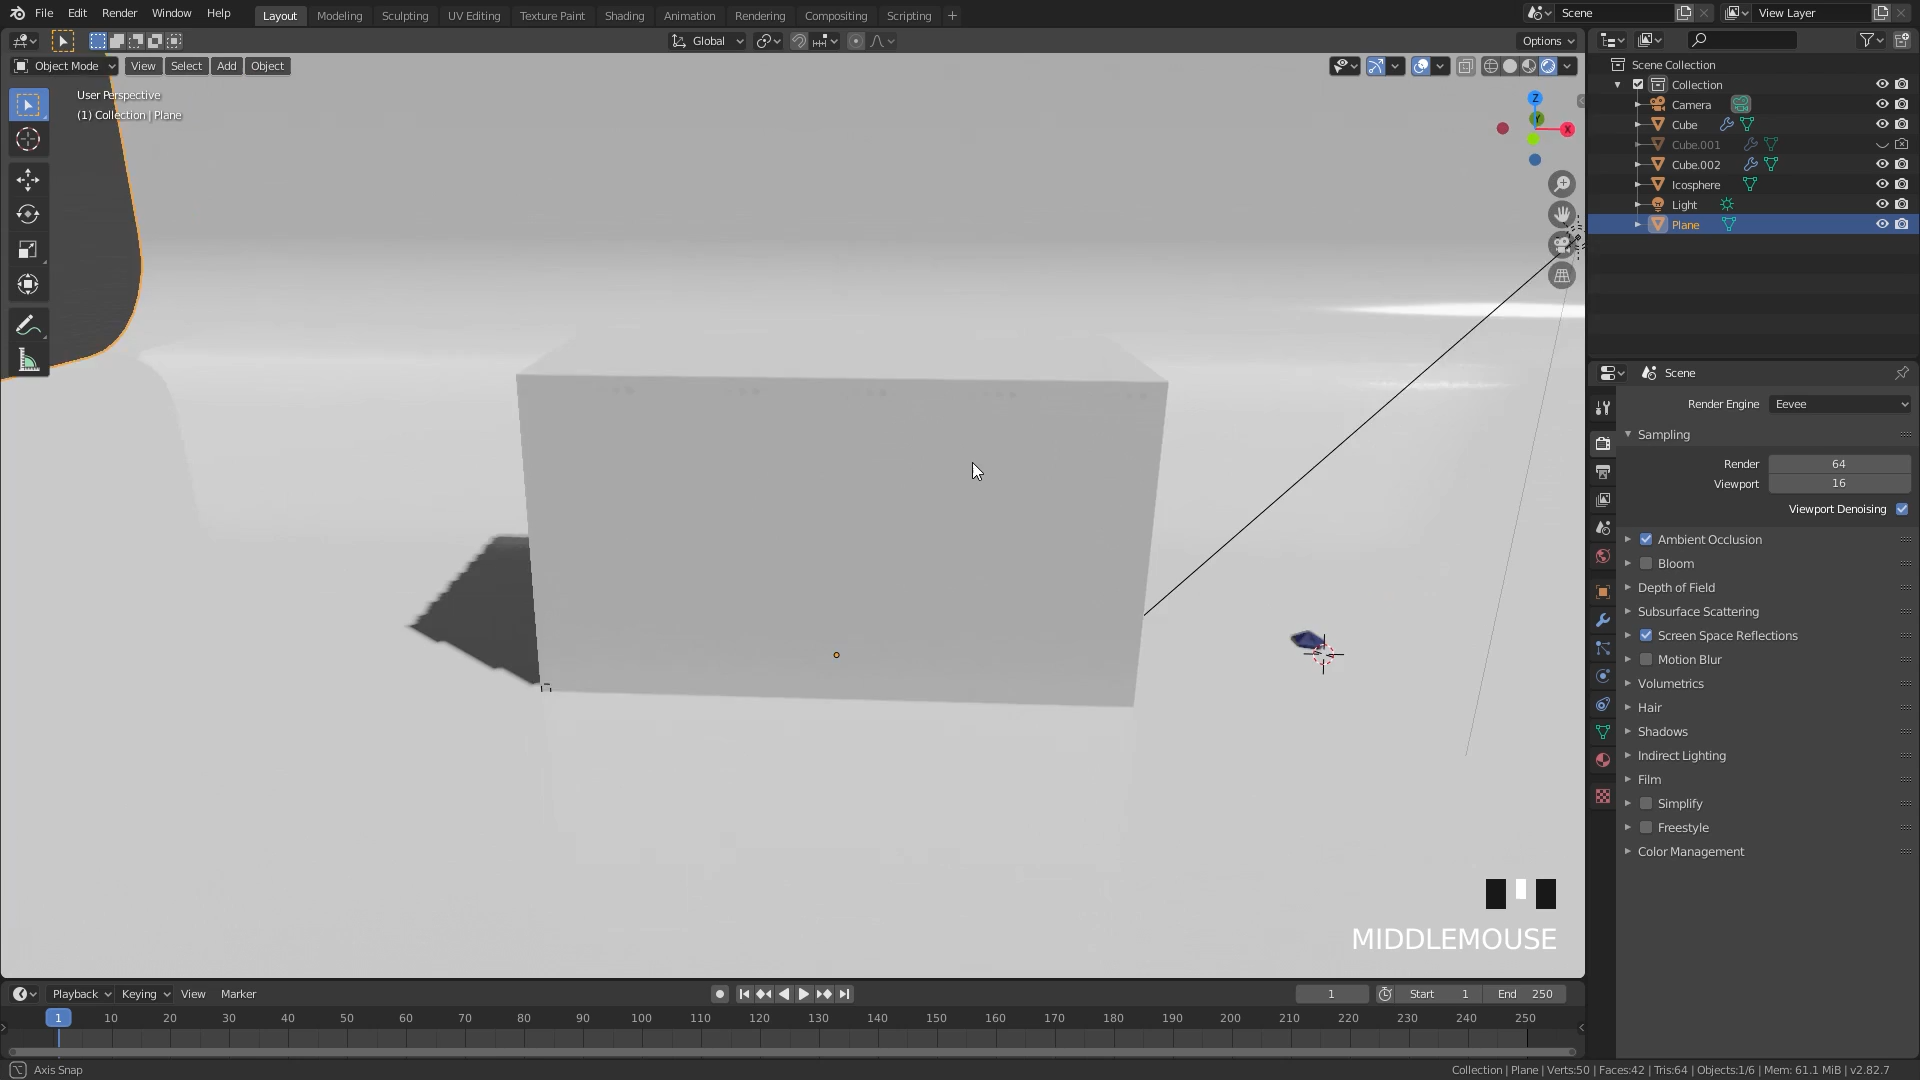 File Edit Render Window Help Layout Modeling Sculpting UV Editing Texture Paint Shading Animation Rendering Compositing Scripting + Scene View Layer
Global Options
Object Mode View Select Add Object
User Perspective
(1) Collection | Plane
Z
Y
X
Scene Collection
Collection
Camera
Cube
Cube.001
Cube.002
Icosphere
Light
Plane
Scene
Render Engine Eevee
Sampling
Render 64
Viewport 16
Viewport Denoising
Ambient Occlusion
Bloom
Depth of Field
Subsurface Scattering
Screen Space Reflections
Motion Blur
Volumetrics
Hair
Shadows
Indirect Lighting
Film
Simplify
Freestyle
Color Management
MIDDLEMOUSE
Playback Keying View Marker 1 Start 1 End 250
1 10 20 30 40 50 60 70 80 90 100 110 120 130 140 150 160 170 180 190 200 210 220 230 240 250
Axis Snap Collection | Plane | Verts:50 | Faces:42 | Tris:64 | Objects:1/6 | Mem: 61.1 MiB | v2.82.7